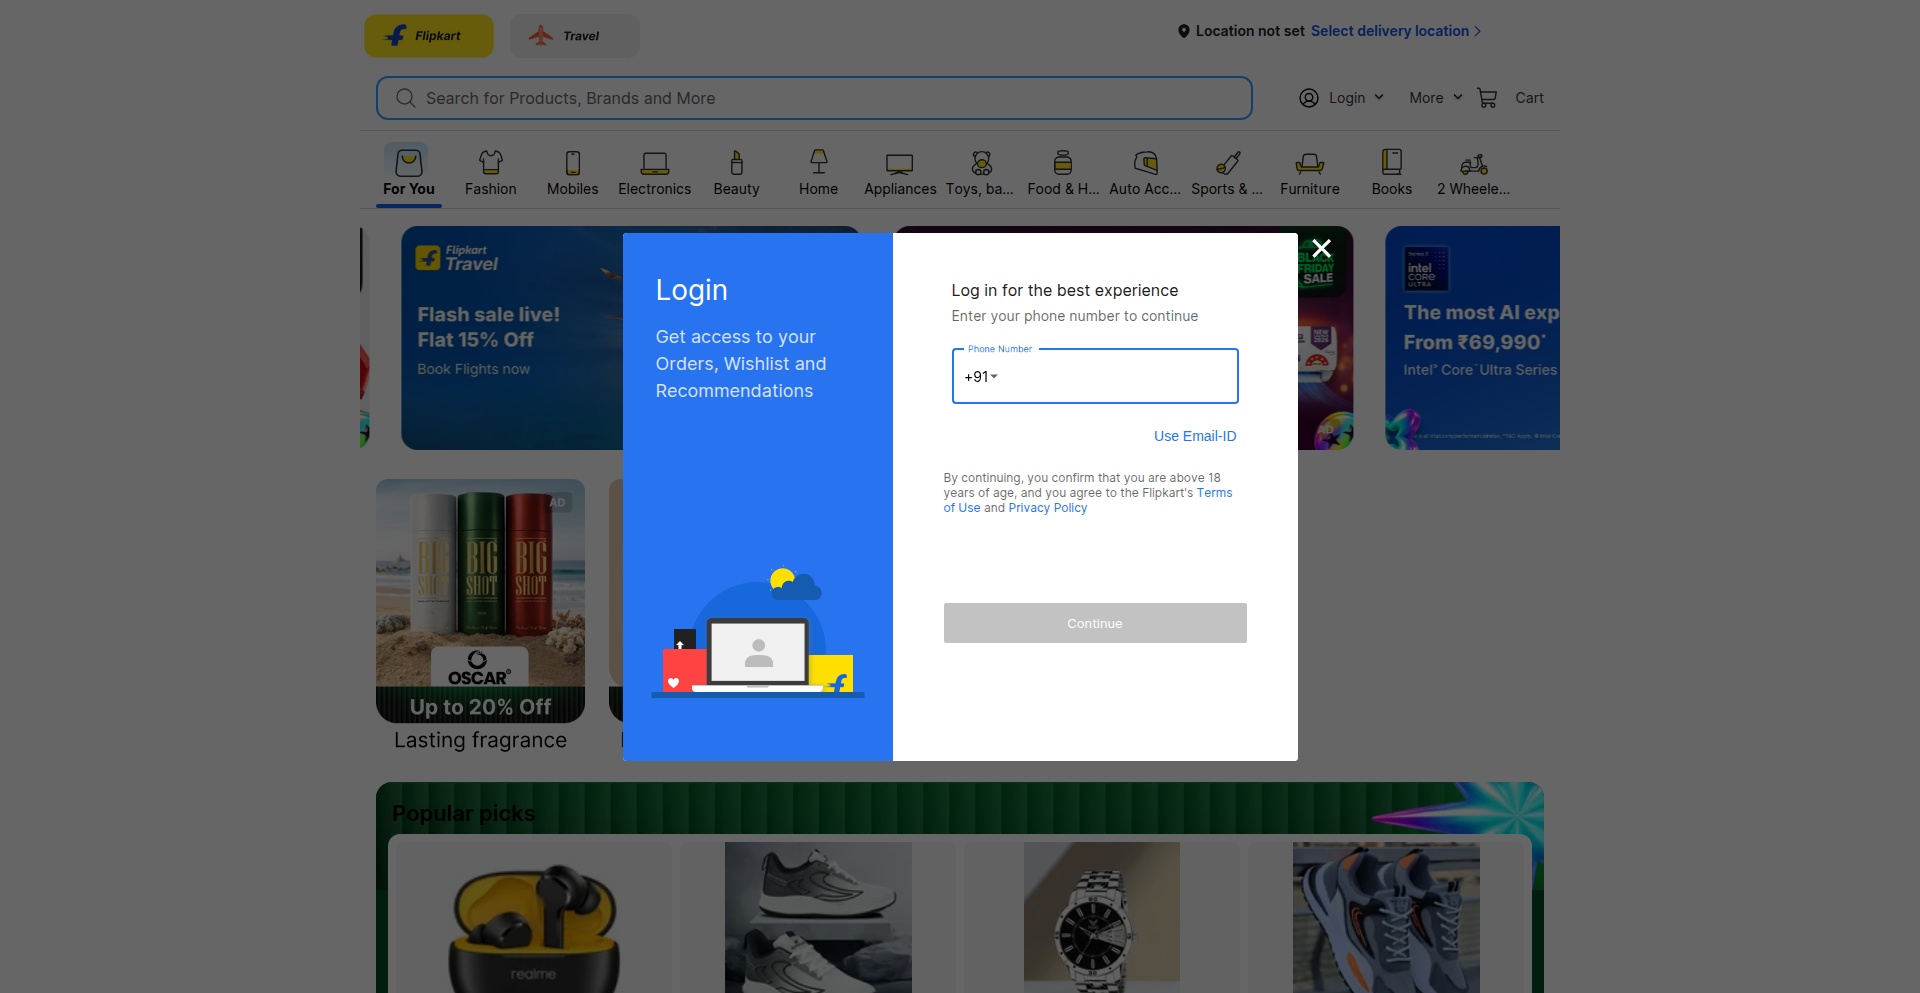 Flipkart
Travel
Location not set Select delivery location
Search for Products, Brands and More
Login
More
Cart
For You
Fashion
Mobiles
Electronics
Beauty
Home
Appliances
Toys, ba...
Food & H...
Auto Acc...
Sports & ...
Furniture
Books
2 Wheele...
Flipkart
Travel
Flash sale live!
Flat 15% Off
Book Flights now
BLACK
FRIDAY
SALE
AD
intel
CORE
ULTRA
The most AI exp
From ₹69,990*
Intel® Core™ Ultra Series
Login
Get access to your
Orders, Wishlist and
Recommendations
Log in for the best experience
Enter your phone number to continue
Phone Number
+91
Use Email-ID
By continuing, you confirm that you are above 18
years of age, and you agree to the Flipkart's Terms
of Use and Privacy Policy
Continue
AD
BIG
SHOT
BIG
SHOT
BIG
SHOT
OSCAR
Up to 20% Off
Lasting fragrance
Popular picks
realme